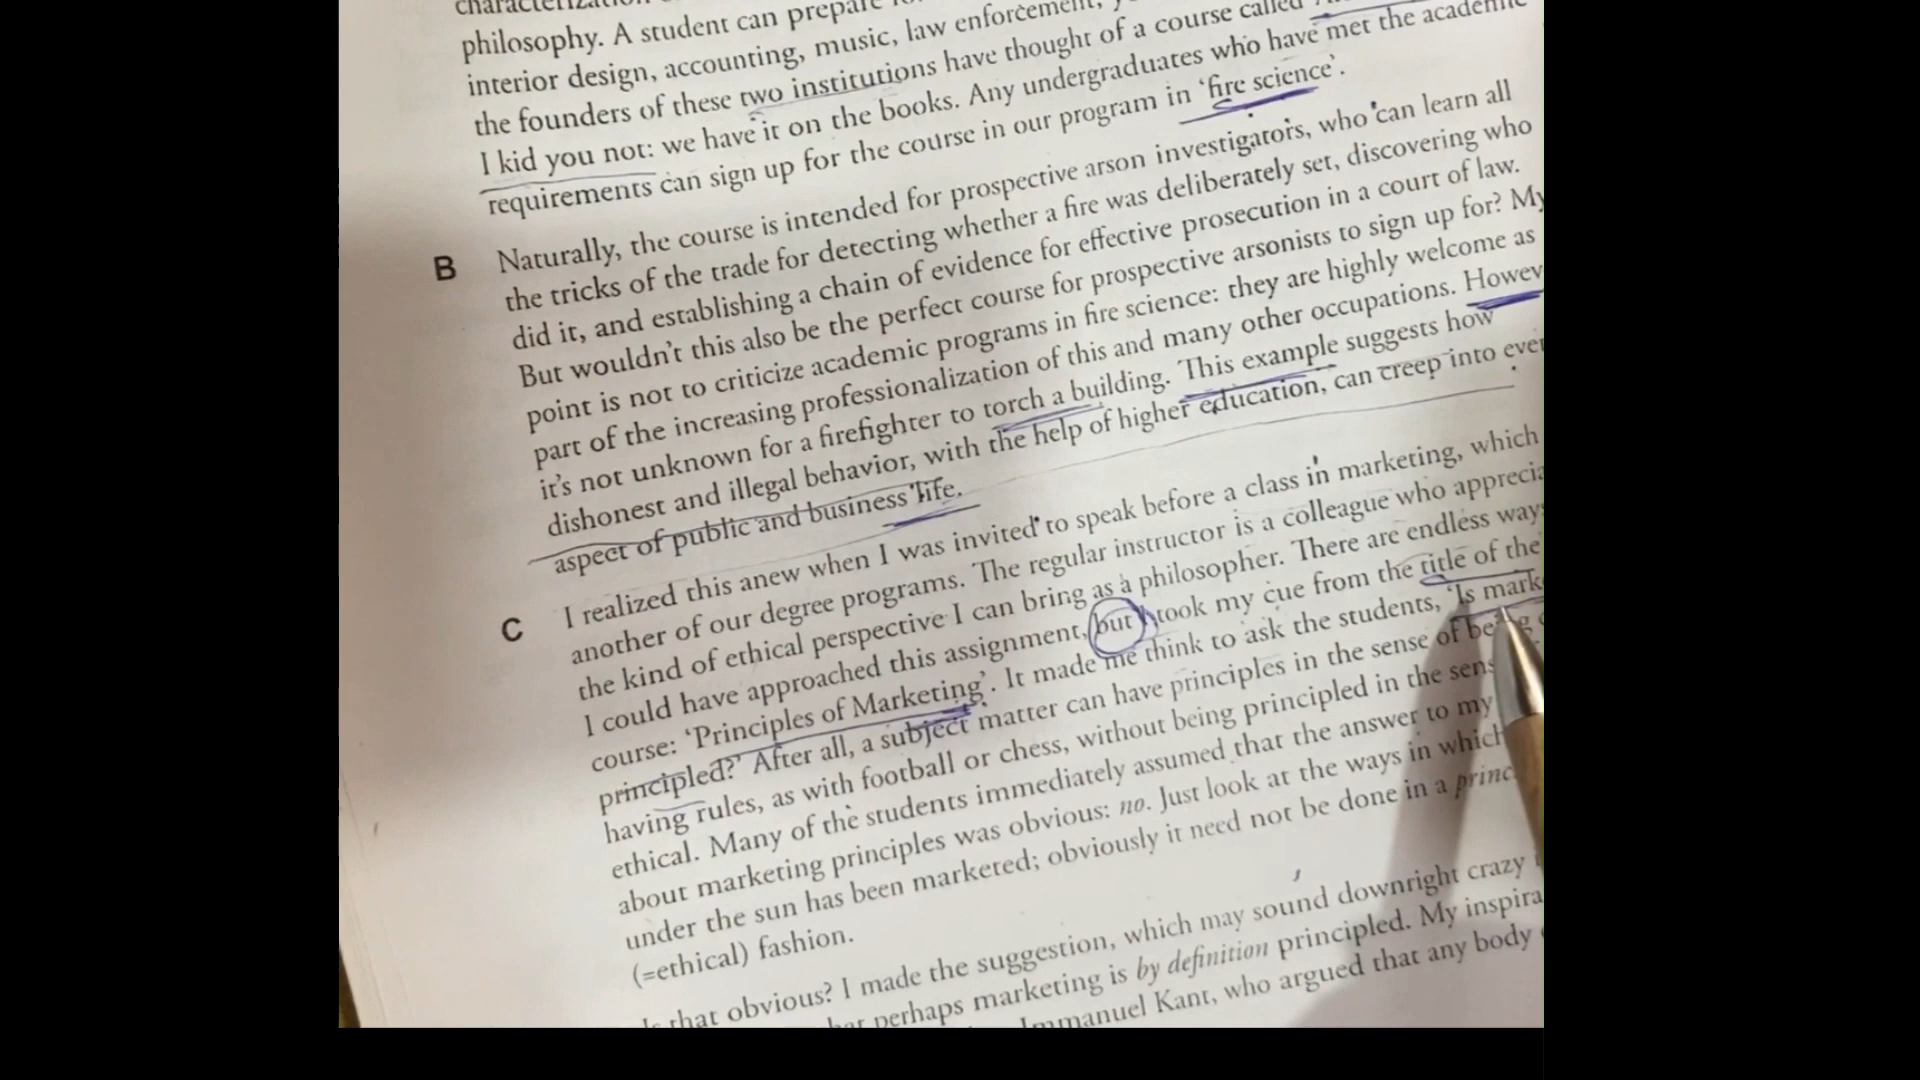 philosophy. A student can prepare
interior design, accounting, music, law enforcement,
the founders of these two institutions have thought of a course called
I kid you not: we have it on the books. Any undergraduates who have met the academic
requirements can sign up for the course in our program in ‘fire science’.
B Naturally, the course is intended for prospective arson investigators, who can learn all
the tricks of the trade for detecting whether a fire was deliberately set, discovering who
did it, and establishing a chain of evidence for effective prosecution in a court of law.
But wouldn’t this also be the perfect course for prospective arsonists to sign up for? My
point is not to criticize academic programs in fire science: they are highly welcome as
part of the increasing professionalization of this and many other occupations. Howev
it’s not unknown for a firefighter to torch a building. This example suggests how
dishonest and illegal behavior, with the help of higher education, can creep into ever
aspect of public and business life.
C I realized this anew when I was invited to speak before a class in marketing, which
another of our degree programs. The regular instructor is a colleague who apprecia
the kind of ethical perspective I can bring as a philosopher. There are endless ways
I could have approached this assignment, but I took my cue from the title of the
course: ‘Principles of Marketing’. It made me think to ask the students, ‘Is mark
principled?’ After all, a subject matter can have principles in the sense of being
having rules, as with football or chess, without being principled in the sens
ethical. Many of the students immediately assumed that the answer to my
about marketing principles was obvious: no. Just look at the ways in which
under the sun has been marketed; obviously it need not be done in a princ
(=ethical) fashion.
that obvious? I made the suggestion, which may sound downright crazy
perhaps marketing is by definition principled. My inspira
Immanuel Kant, who argued that any body